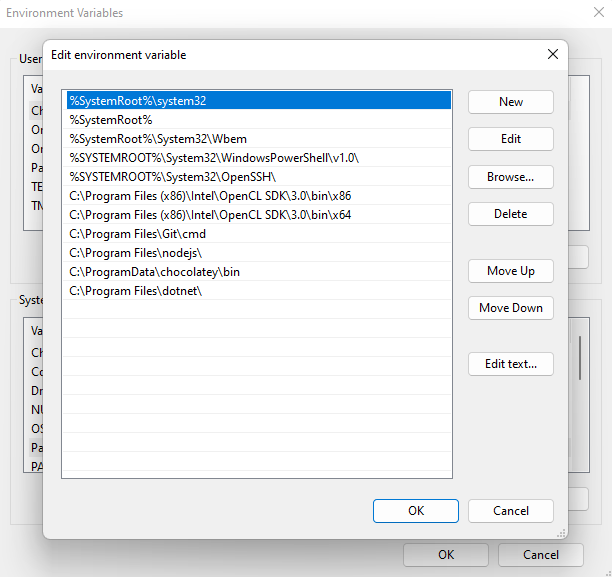 Environment Variables
Edit environment variable
User
Va
%SystemRoot%\system32
New
%SystemRoot%
%SystemRoot%\System32\Wbem
Edit
%SYSTEMROOT%\System32\WindowsPowerShell\v1.0\
%SYSTEMROOT%\System32\OpenSSH\
Browse...
C:\Program Files (x86)\Intel\OpenCL SDK\3.0\bin\x86
C:\Program Files (x86)\Intel\OpenCL SDK\3.0\bin\x64
Delete
C:\Program Files\Git\cmd
C:\Program Files\nodejs\
C:\ProgramData\chocolatey\bin
Move Up
C:\Program Files\dotnet\
Move Down
Edit text...
Or
Or
Pa
TE
Syste
Va
Co
Dr
OS
Pa
PA
OK
Cancel
OK
Cancel